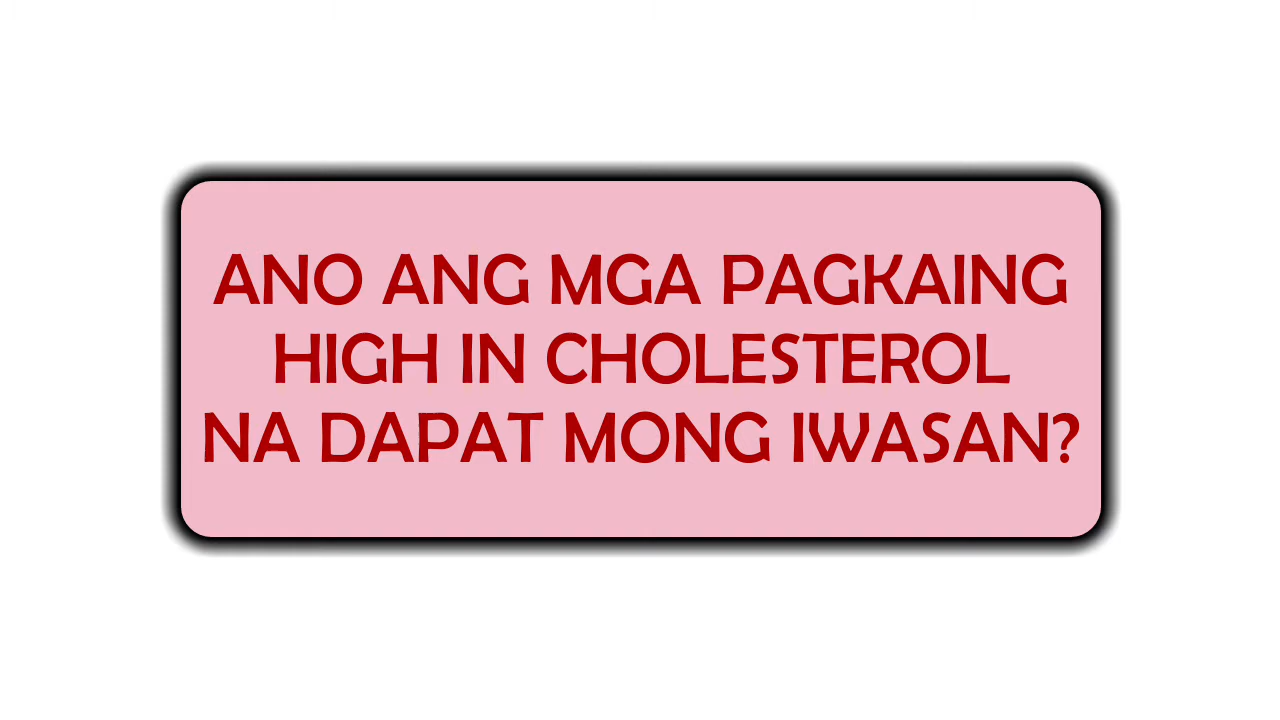 ANO ANG MGA PAGKAING
HIGH IN CHOLESTEROL
NA DAPAT MONG IWASAN?